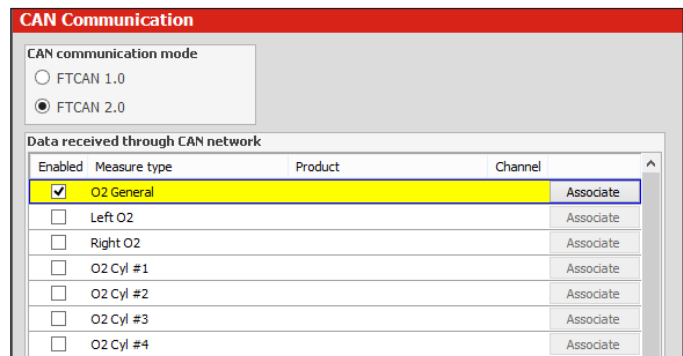 CAN Communication
CAN communication mode
FTCAN 1.0
FTCAN 2.0
Data received through CAN network
Enabled Measure type Product Channel
O2 General Associate
Left O2 Associate
Right O2 Associate
O2 Cyl #1 Associate
O2 Cyl #2 Associate
O2 Cyl #3 Associate
O2 Cyl #4 Associate